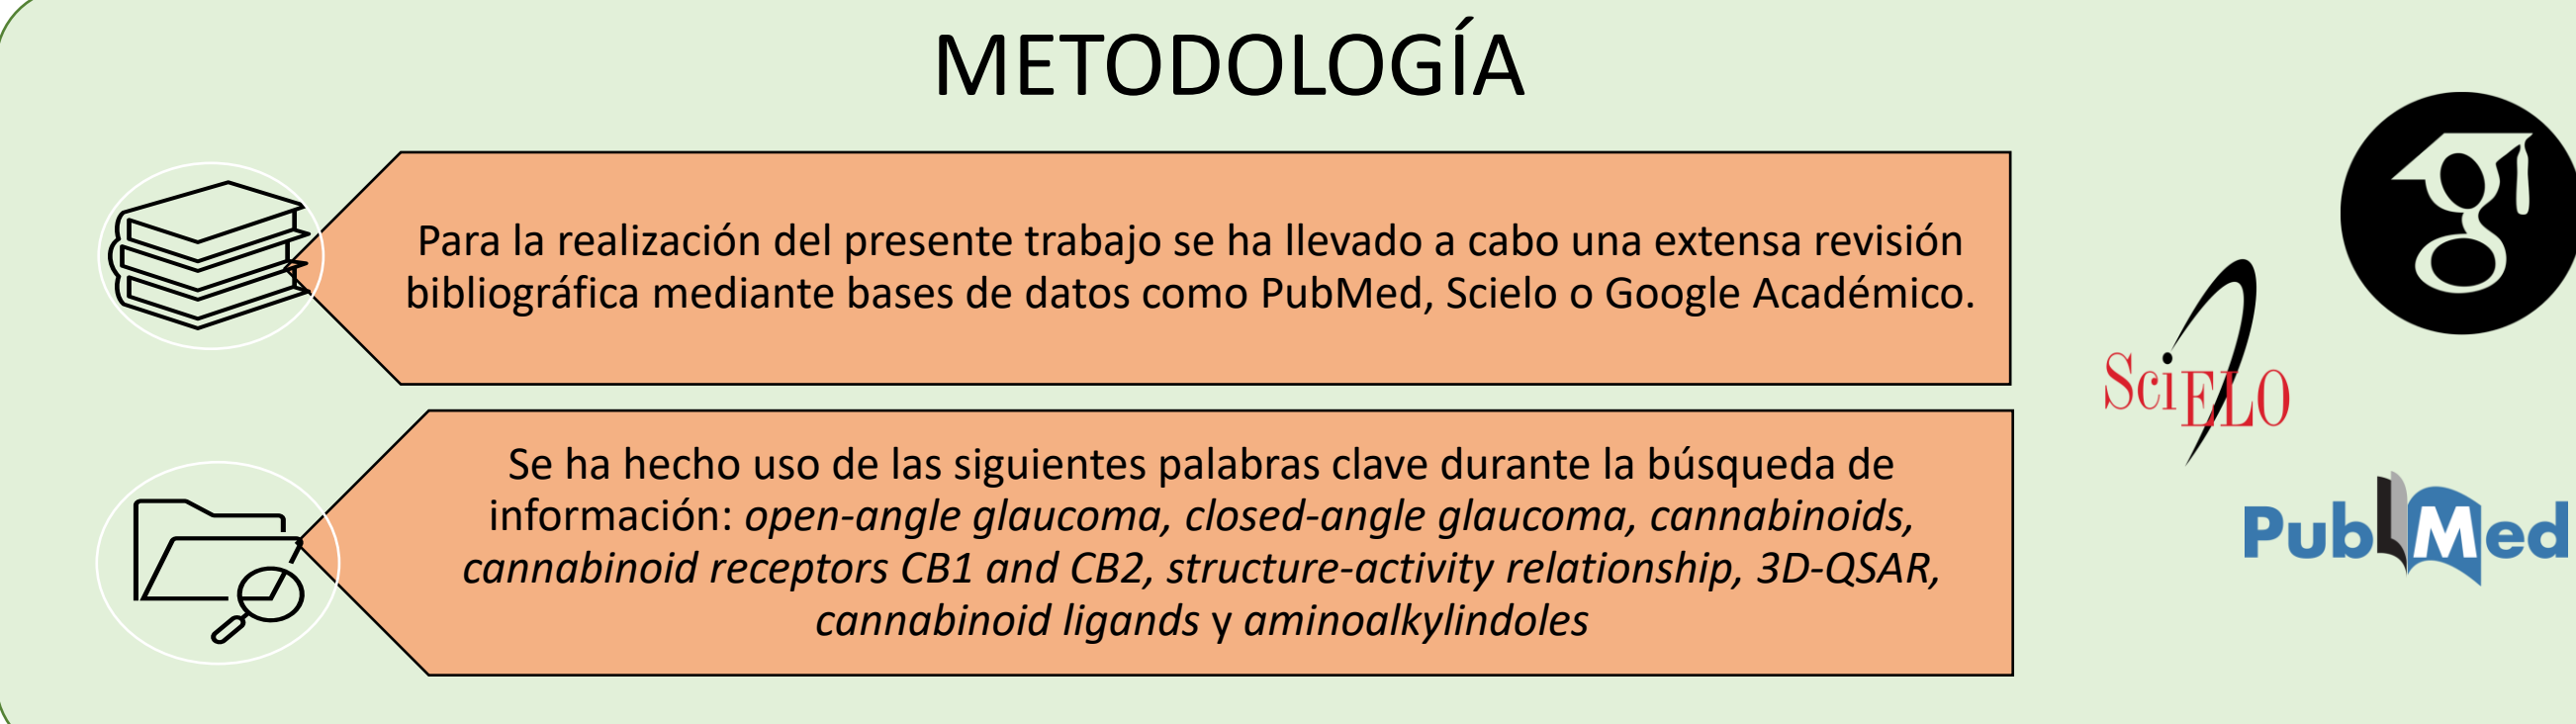 METODOLOGÍA
Para la realización del presente trabajo se ha llevado a cabo una extensa revisión
bibliográfica mediante bases de datos como PubMed, Scielo o Google Académico.
Se ha hecho uso de las siguientes palabras clave durante la búsqueda de
información: open-angle glaucoma, closed-angle glaucoma, cannabinoids,
cannabinoid receptors CB1 and CB2, structure-activity relationship, 3D-QSAR,
cannabinoid ligands y aminoalkylindoles
g
SciELO
PubMed